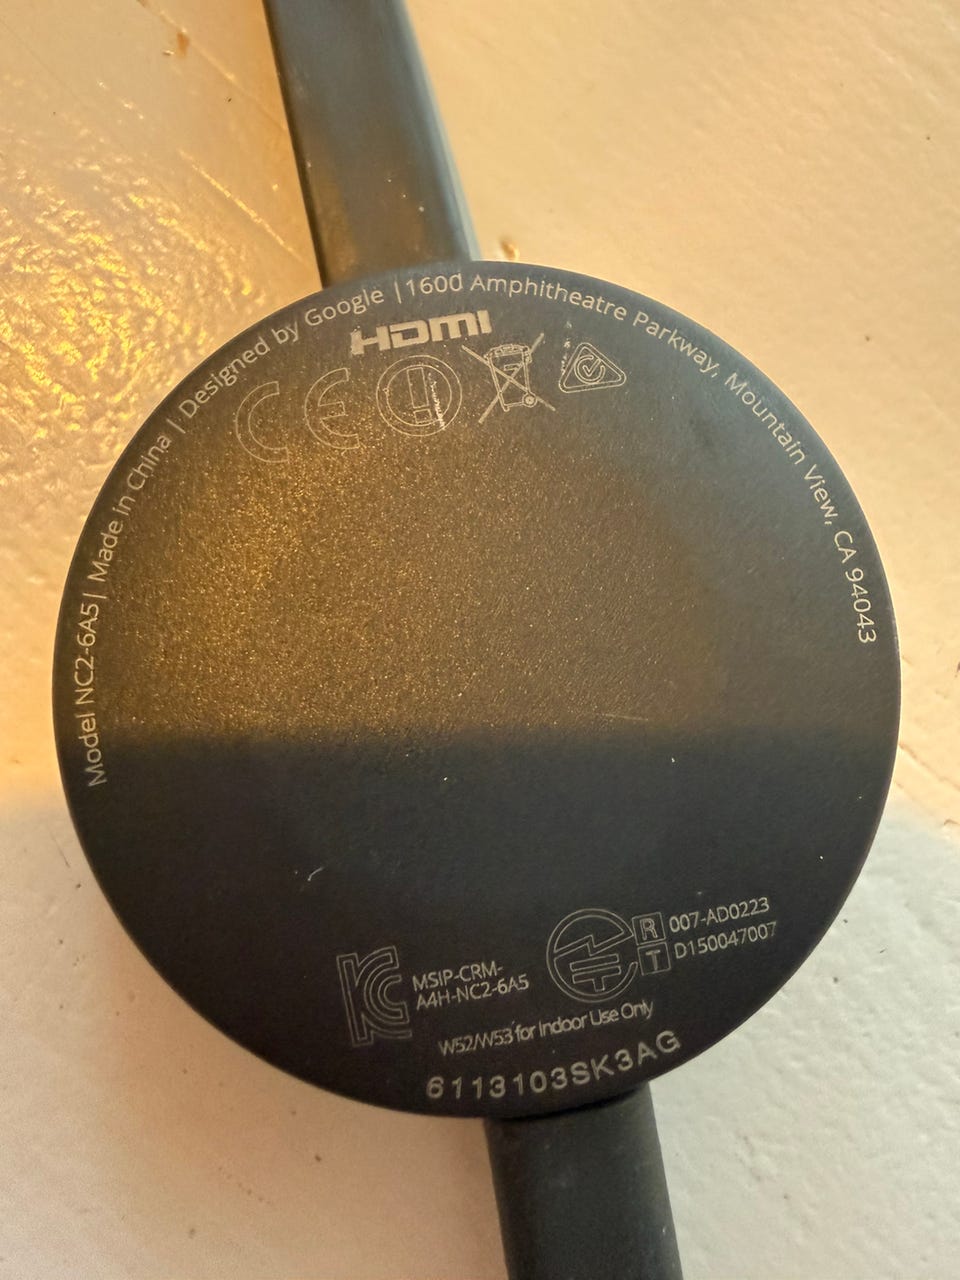 Model NC2-6A5 | Made in China | Designed by Google | 1600 Amphitheatre Parkway, Mountain View, CA 94043
HDMI
CE
R 007-AD0223
T D150047007
MSIP-CRM-
A4H-NC2-6A5
W52/W53 for Indoor Use Only
6113103SK3AG